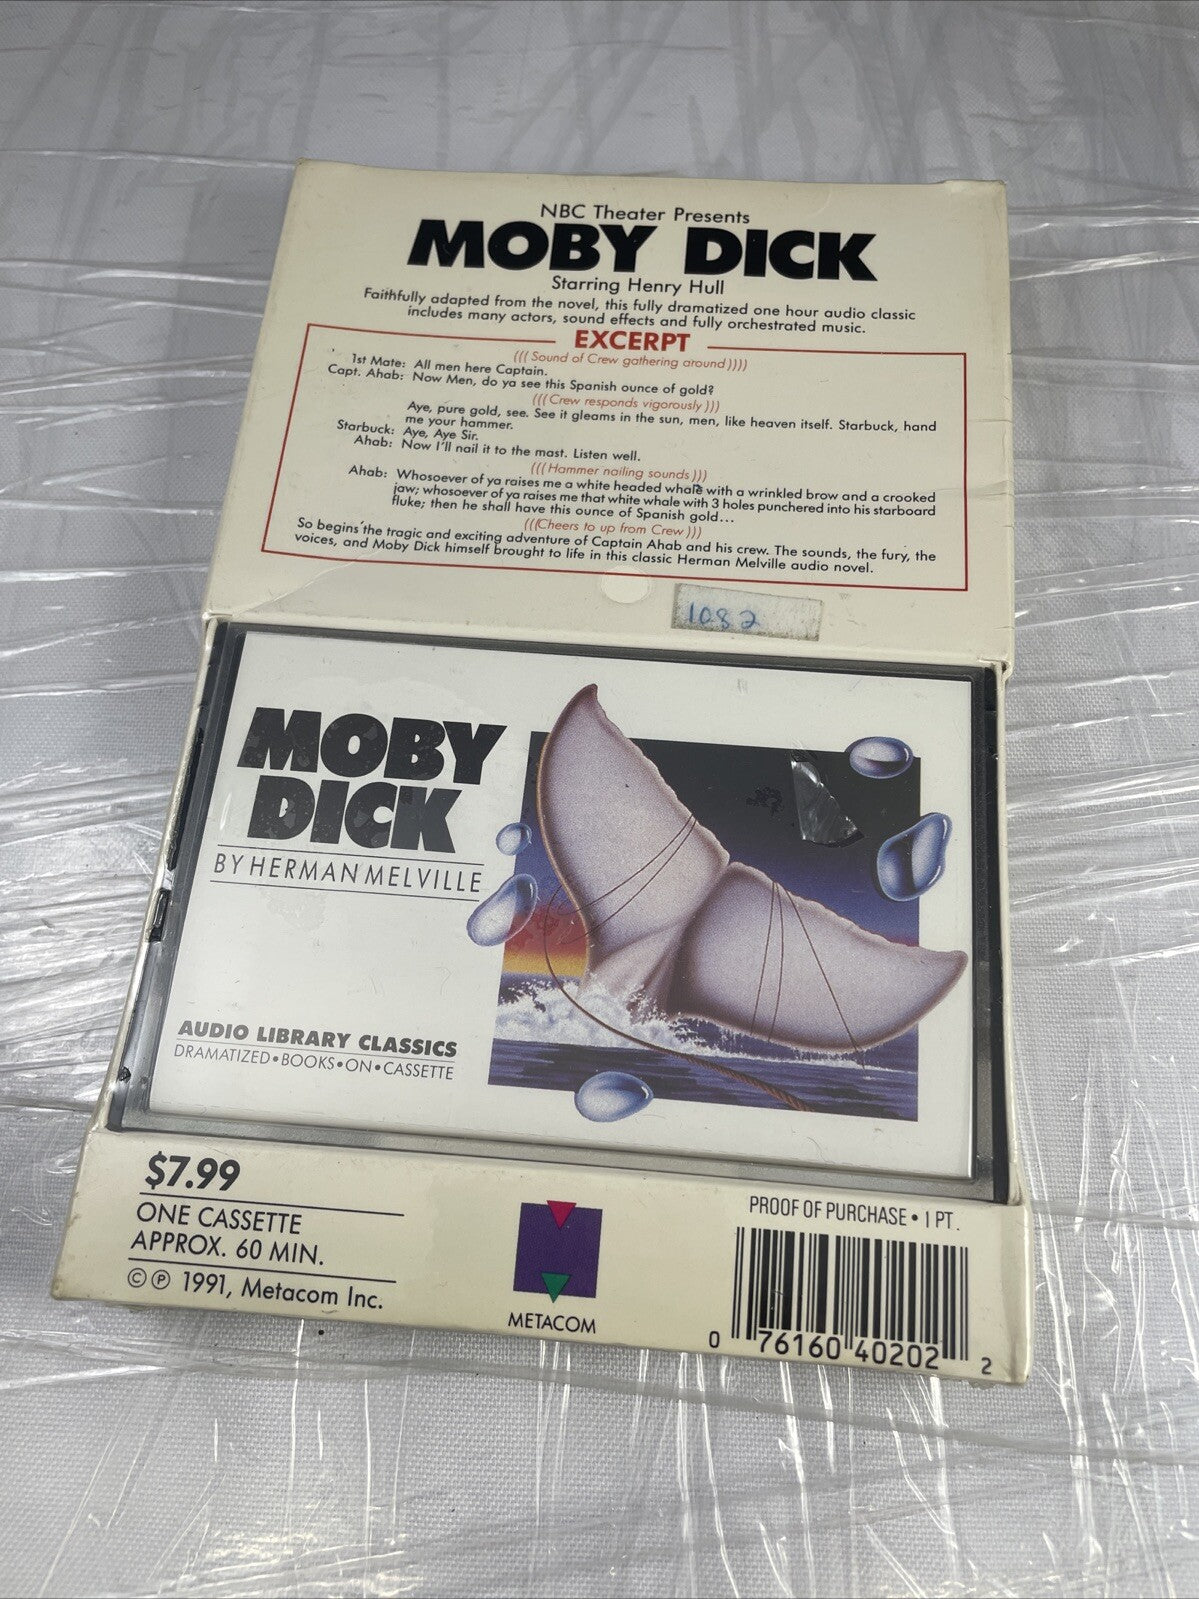 NBC Theater Presents
MOBY DICK
Starring Henry Hull
Faithfully adapted from the novel, this fully dramatized one hour audio classic
includes many actors, sound effects and fully orchestrated music.
EXCERPT
((( Sound of Crew gathering around))))
1st Mate: All men here Captain.
Capt. Ahab: Now Men, do ya see this Spanish ounce of gold?
(((Crew responds vigorously)))
Aye, pure gold, see. See it gleams in the sun, men, like heaven itself. Starbuck, hand
me your hammer.
Starbuck: Aye, Aye Sir.
Ahab: Now I'll nail it to the mast. Listen well.
(((Hammer nailing sounds)))
Ahab: Whosoever of ya raises me a white headed whale with a wrinkled brow and a crooked
jaw; whosoever of ya raises me that white whale with 3 holes punchered into his starboard
fluke; then he shall have this ounce of Spanish gold...
(((Cheers to up from Crew)))
So begins the tragic and exciting adventure of Captain Ahab and his crew. The sounds, the fury, the
voices, and Moby Dick himself brought to life in this classic Herman Melville audio novel.
1082
MOBY
DICK
BY HERMAN MELVILLE
AUDIO LIBRARY CLASSICS
DRAMATIZED•BOOKS•ON•CASSETTE
$7.99
ONE CASSETTE
APPROX. 60 MIN.
©℗ 1991, Metacom Inc.
METACOM
PROOF OF PURCHASE • 1 PT.
0 76160 40202 2